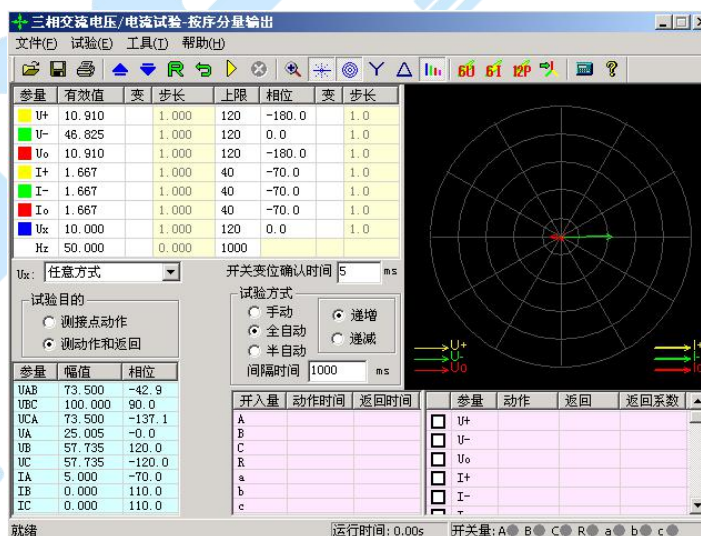 三相交流电压/电流试验-按序分量输出
文件(F) 试验(E) 工具(T) 帮助(H)
6U 6I 12P
参量 有效值 变 步长 上限 相位 变 步长
U+ 10.910 1.000 120 -180.0 1.0
U- 46.825 1.000 120 0.0 1.0
Uo 10.910 1.000 120 -180.0 1.0
I+ 1.667 1.000 40 -70.0 1.0
I- 1.667 1.000 40 -70.0 1.0
Io 1.667 1.000 40 -70.0 1.0
Ux 10.000 1.000 120 0.0 1.0
Hz 50.000 0.000 1000
Ux: 任意方式
开关变位确认时间 5 ms
试验目的
测接点动作
测动作和返回
试验方式
手动
全自动
半自动
递增
递减
间隔时间 1000 ms
U+
U-
Uo
I+
I-
Io
参量 幅值 相位
UAB 73.500 -42.9
UBC 100.000 90.0
UCA 73.500 -137.1
UA 25.005 -0.0
UB 57.735 120.0
UC 57.735 -120.0
IA 5.000 -70.0
IB 0.000 110.0
IC 0.000 110.0
开入量 动作时间 返回时间
A
B
C
R
a
b
c
参量 动作 返回 返回系数
U+
U-
Uo
I+
I-
就绪
运行时间: 0.00s
开关量: A B C R a b c